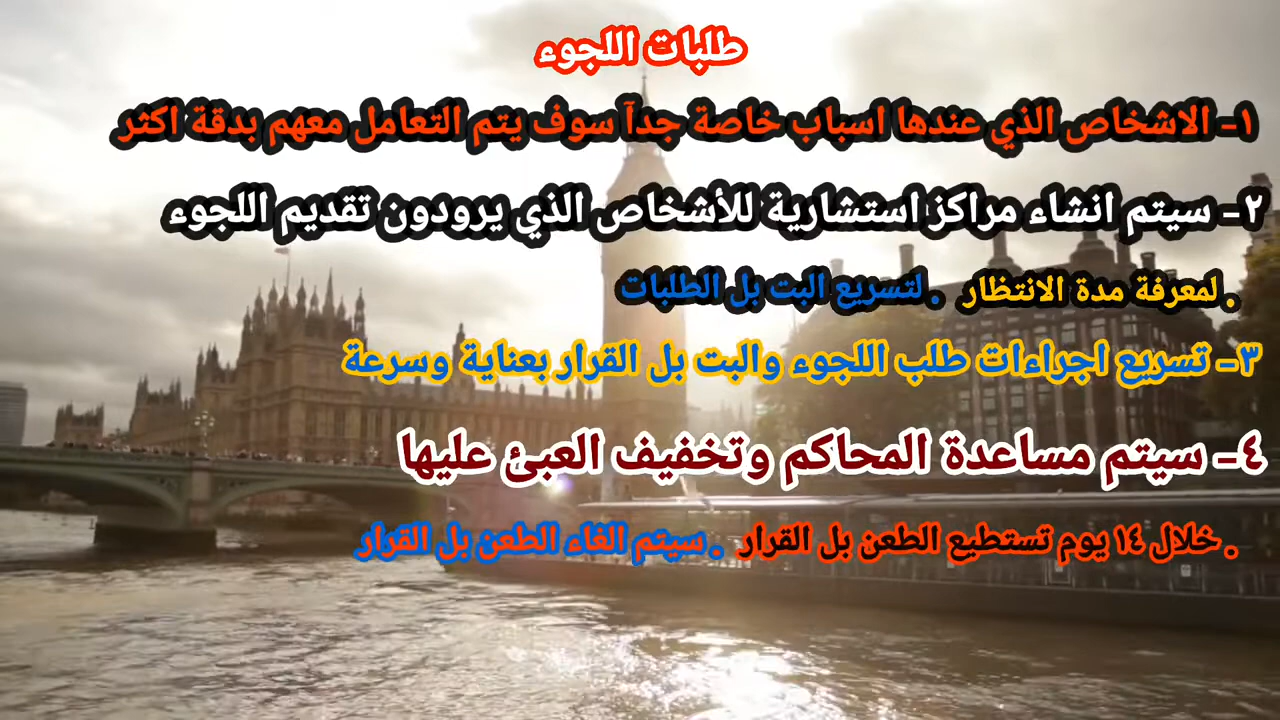 طلبات اللجوء
١- الاشخاص الذي عندها اسباب خاصة جدآ سوف يتم التعامل معهم بدقة اكثر
٢- سيتم انشاء مراكز استشارية للأشخاص الذي يرودون تقديم اللجوء
. لمعرفة مدة الانتظار . لتسريع البت بل الطلبات
٣- تسريع اجراءات طلب اللجوء والبت بل القرار بعناية وسرعة
٤- سيتم مساعدة المحاكم وتخفيف العبئ عليها
. خلال ١٤ يوم تستطيع الطعن بل القرار . سيتم الغاء الطعن بل القرار